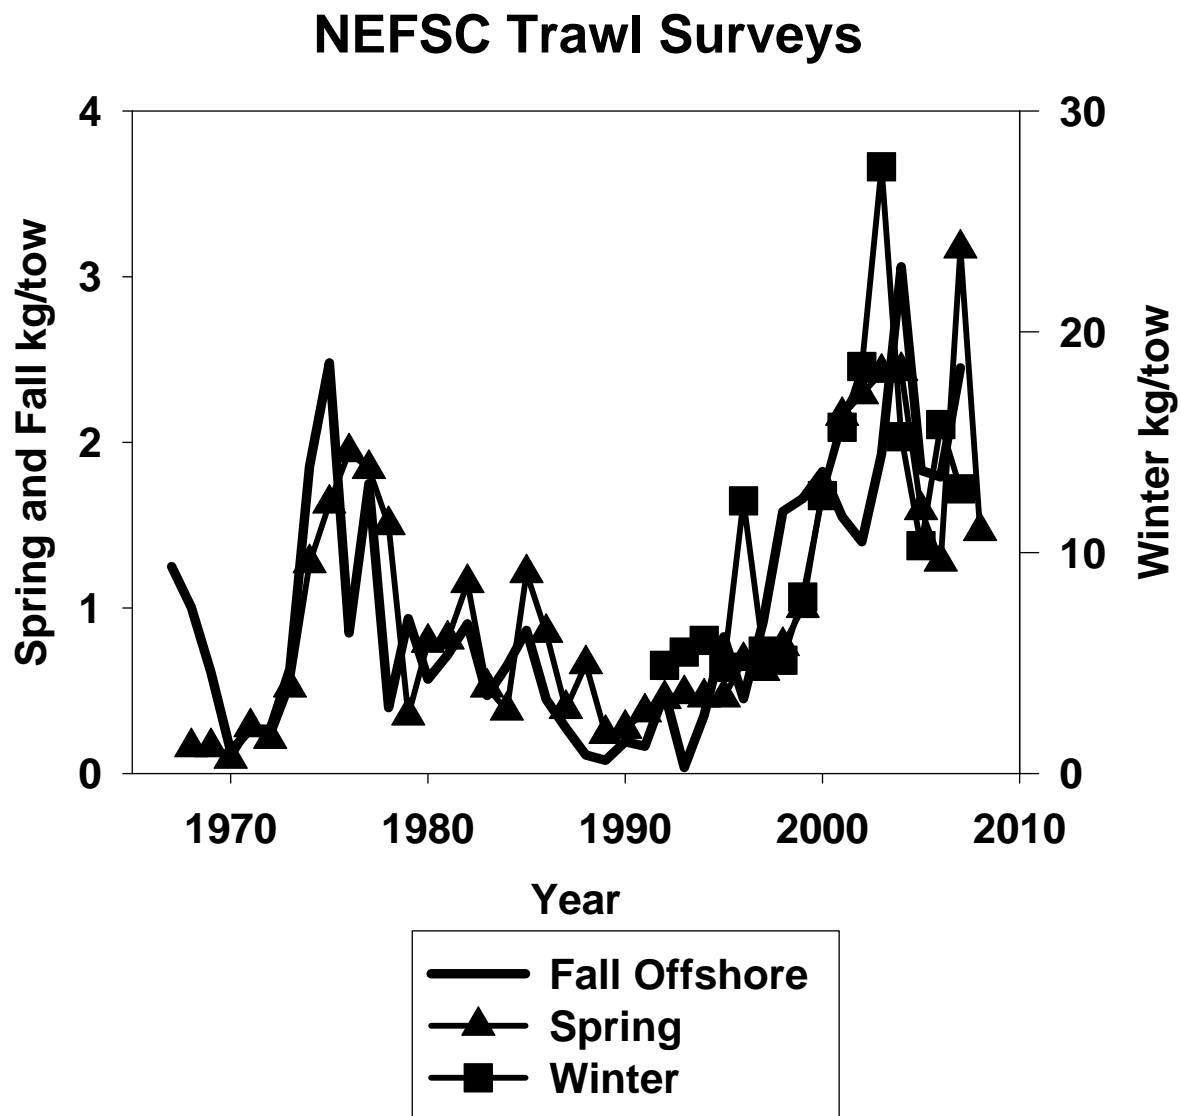 NEFSC Trawl Surveys
4
3
2
1
0
Spring and Fall kg/tow
30
20
10
0
Winter kg/tow
1970 1980 1990 2000 2010
Year
Fall Offshore
Spring
Winter